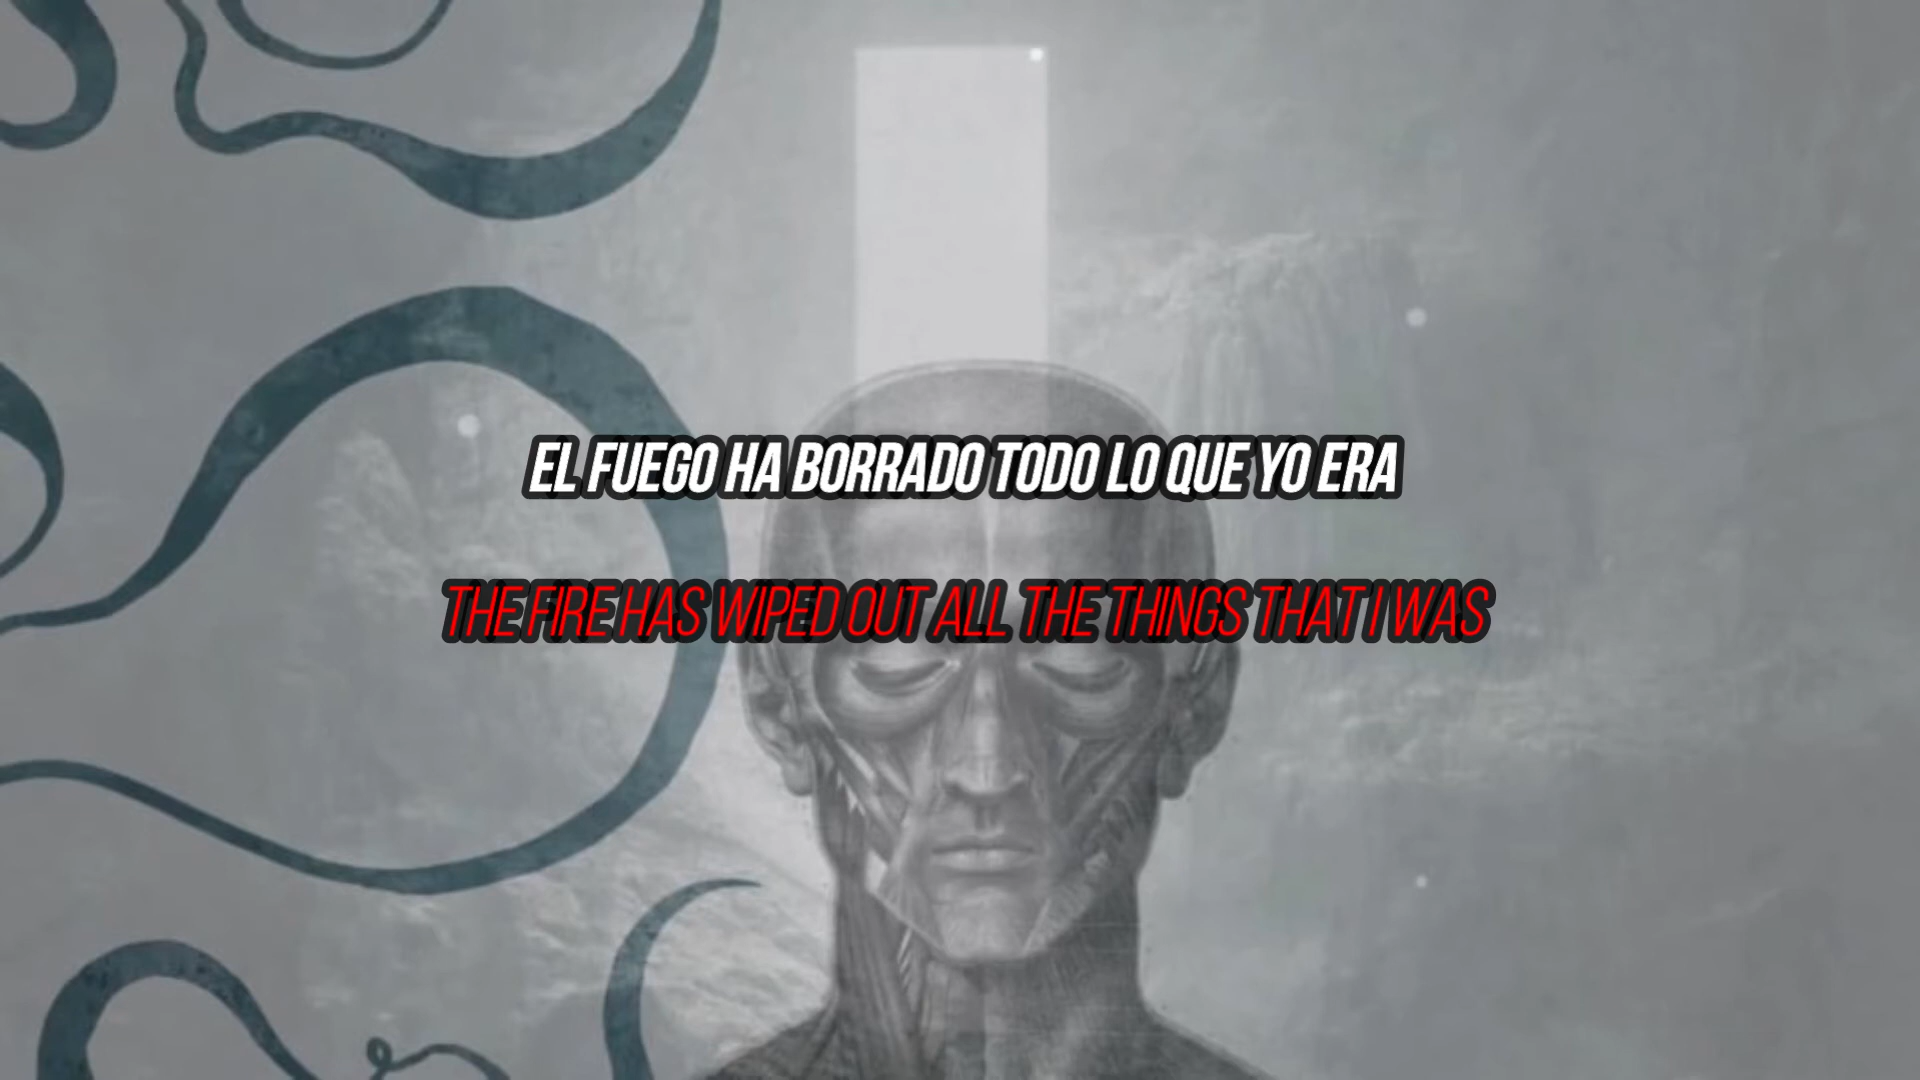 EL FUEGO HA BORRADO TODO LO QUE YO ERA
THE FIRE HAS WIPED OUT ALL THE THINGS THAT I WAS